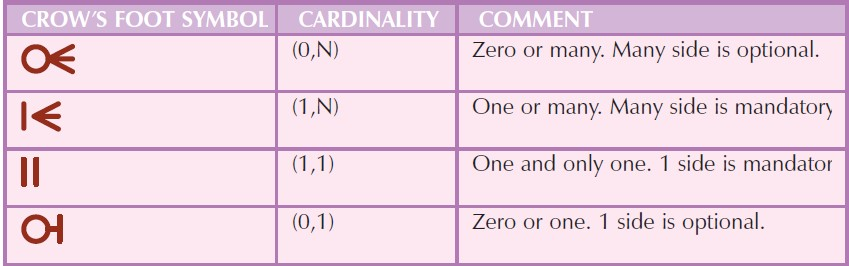 CROW'S FOOT SYMBOL CARDINALITY COMMENT
(0,N) Zero or many. Many side is optional.
(1,N) One or many. Many side is mandatory
(1,1) One and only one. 1 side is mandator
(0,1) Zero or one. 1 side is optional.